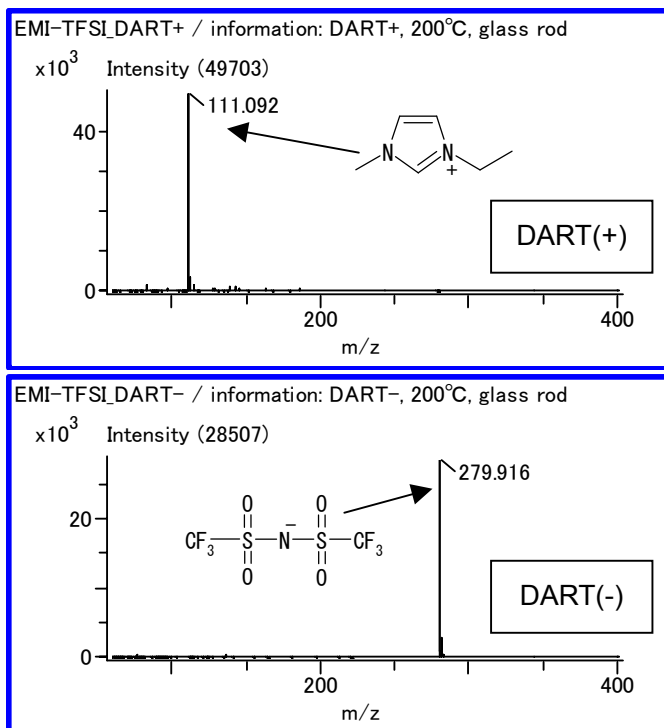 EMI-TFSI_DART+ / information: DART+, 200℃, glass rod
x10³ Intensity (49703)
111.092
40
N N
+
DART(+)
0
200 400
m/z
EMI-TFSI_DART- / information: DART-, 200℃, glass rod
x10³ Intensity (28507)
279.916
20
O O
CF₃ S N⁻ S CF₃
O O
DART(-)
0
200 400
m/z